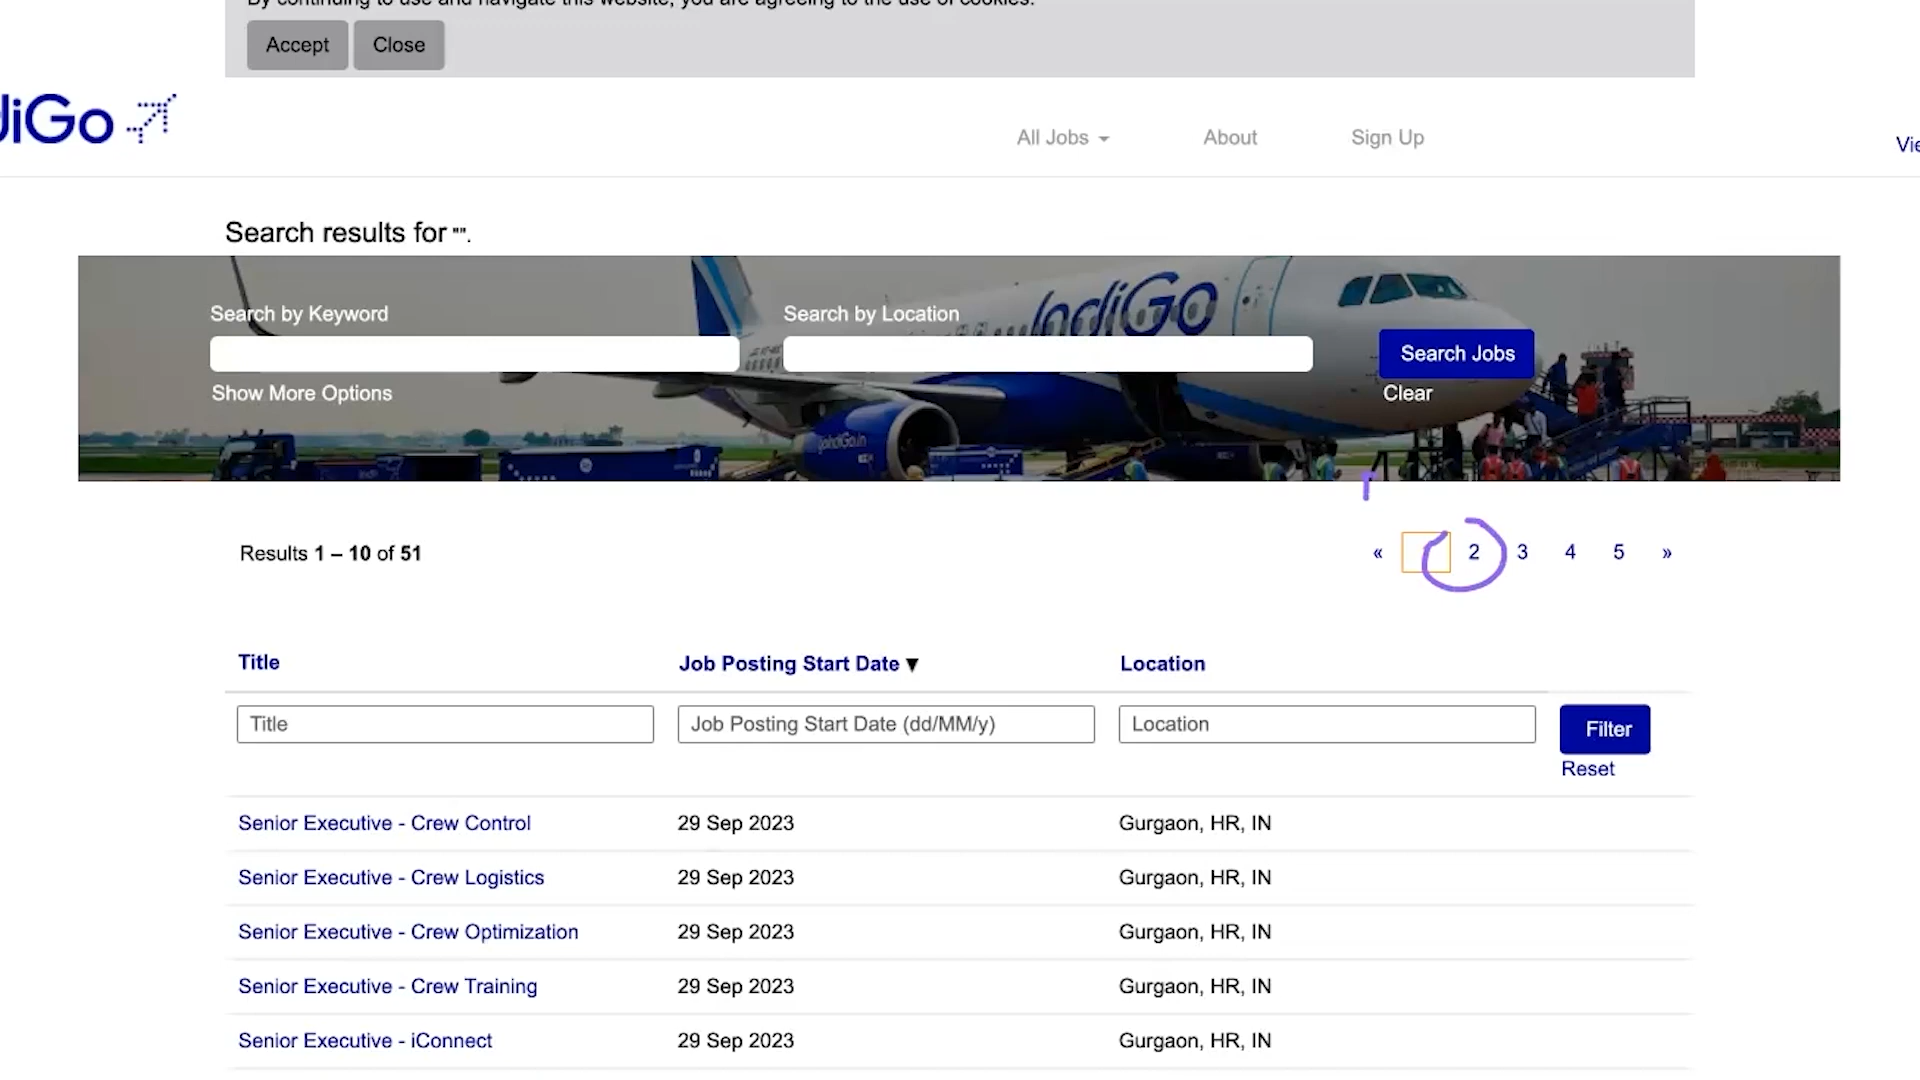 Accept Close
IndiGo
All Jobs About Sign Up
Search results for "".
IndiGo
Search by Keyword Search by Location
Search Jobs
Show More Options Clear
goIndiGo.in
Results 1 – 10 of 51 « 2 3 4 5 »
Title Job Posting Start Date ▼ Location
Title Job Posting Start Date (dd/MM/y) Location Filter
Reset
Senior Executive - Crew Control 29 Sep 2023 Gurgaon, HR, IN
Senior Executive - Crew Logistics 29 Sep 2023 Gurgaon, HR, IN
Senior Executive - Crew Optimization 29 Sep 2023 Gurgaon, HR, IN
Senior Executive - Crew Training 29 Sep 2023 Gurgaon, HR, IN
Senior Executive - iConnect 29 Sep 2023 Gurgaon, HR, IN